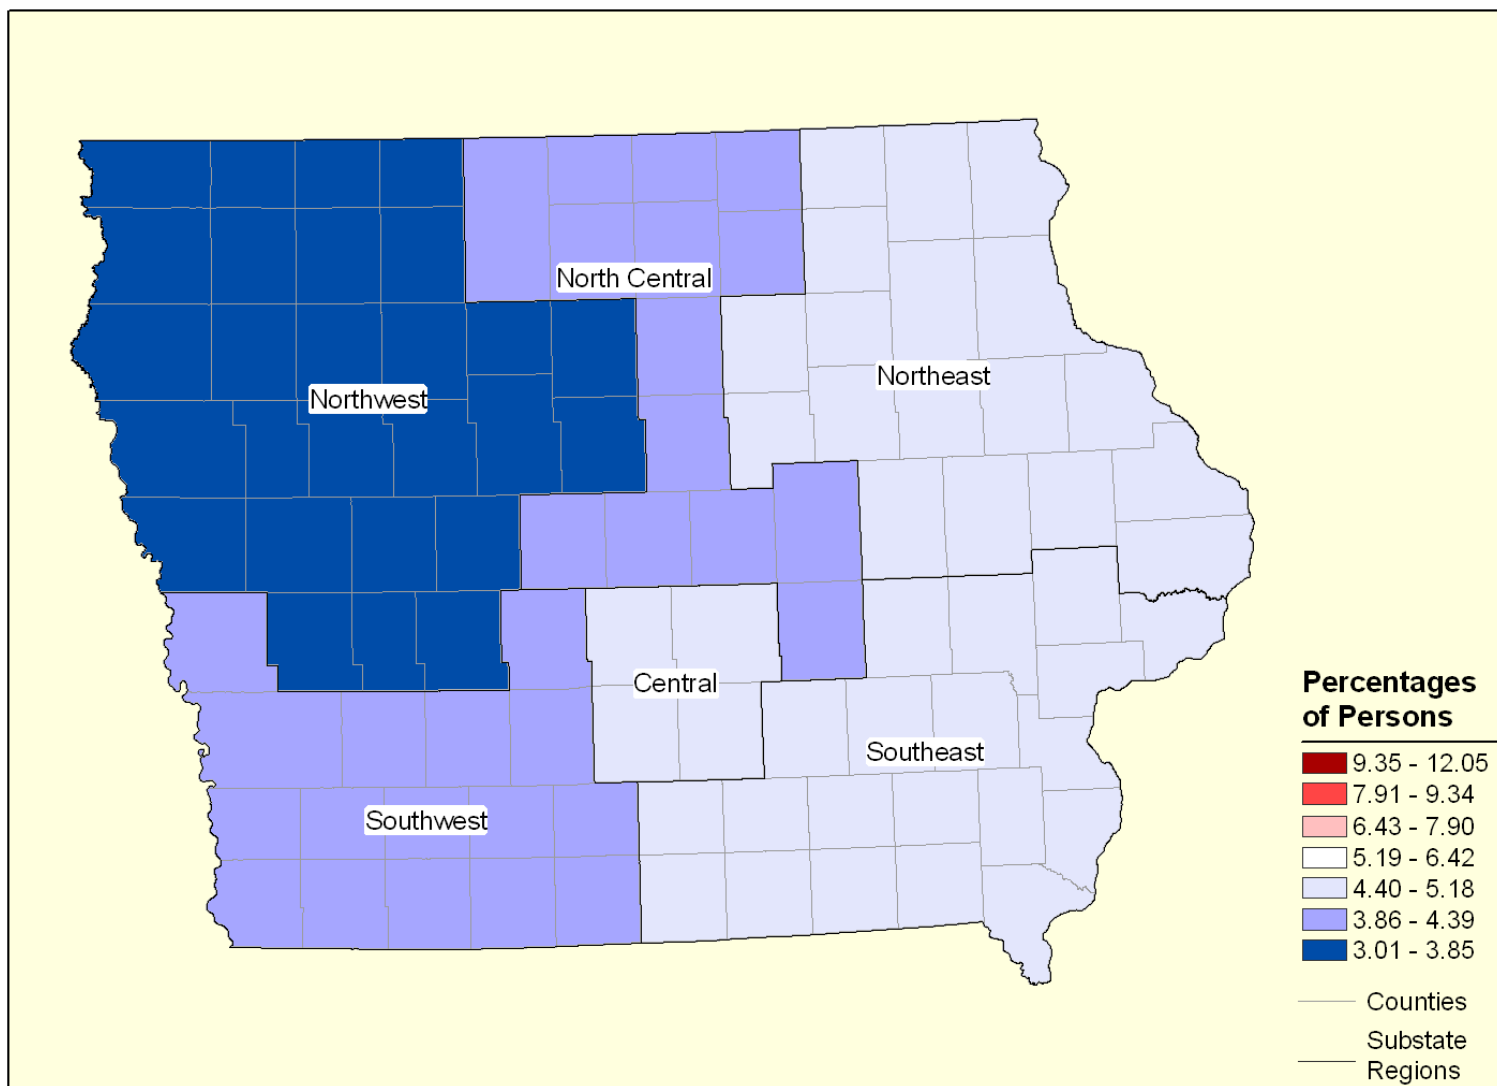 North Central
Northeast
Northwest
Central
Southeast
Southwest
Percentages
of Persons
9.35 - 12.05
7.91 - 9.34
6.43 - 7.90
5.19 - 6.42
4.40 - 5.18
3.86 - 4.39
3.01 - 3.85
Counties
Substate
Regions